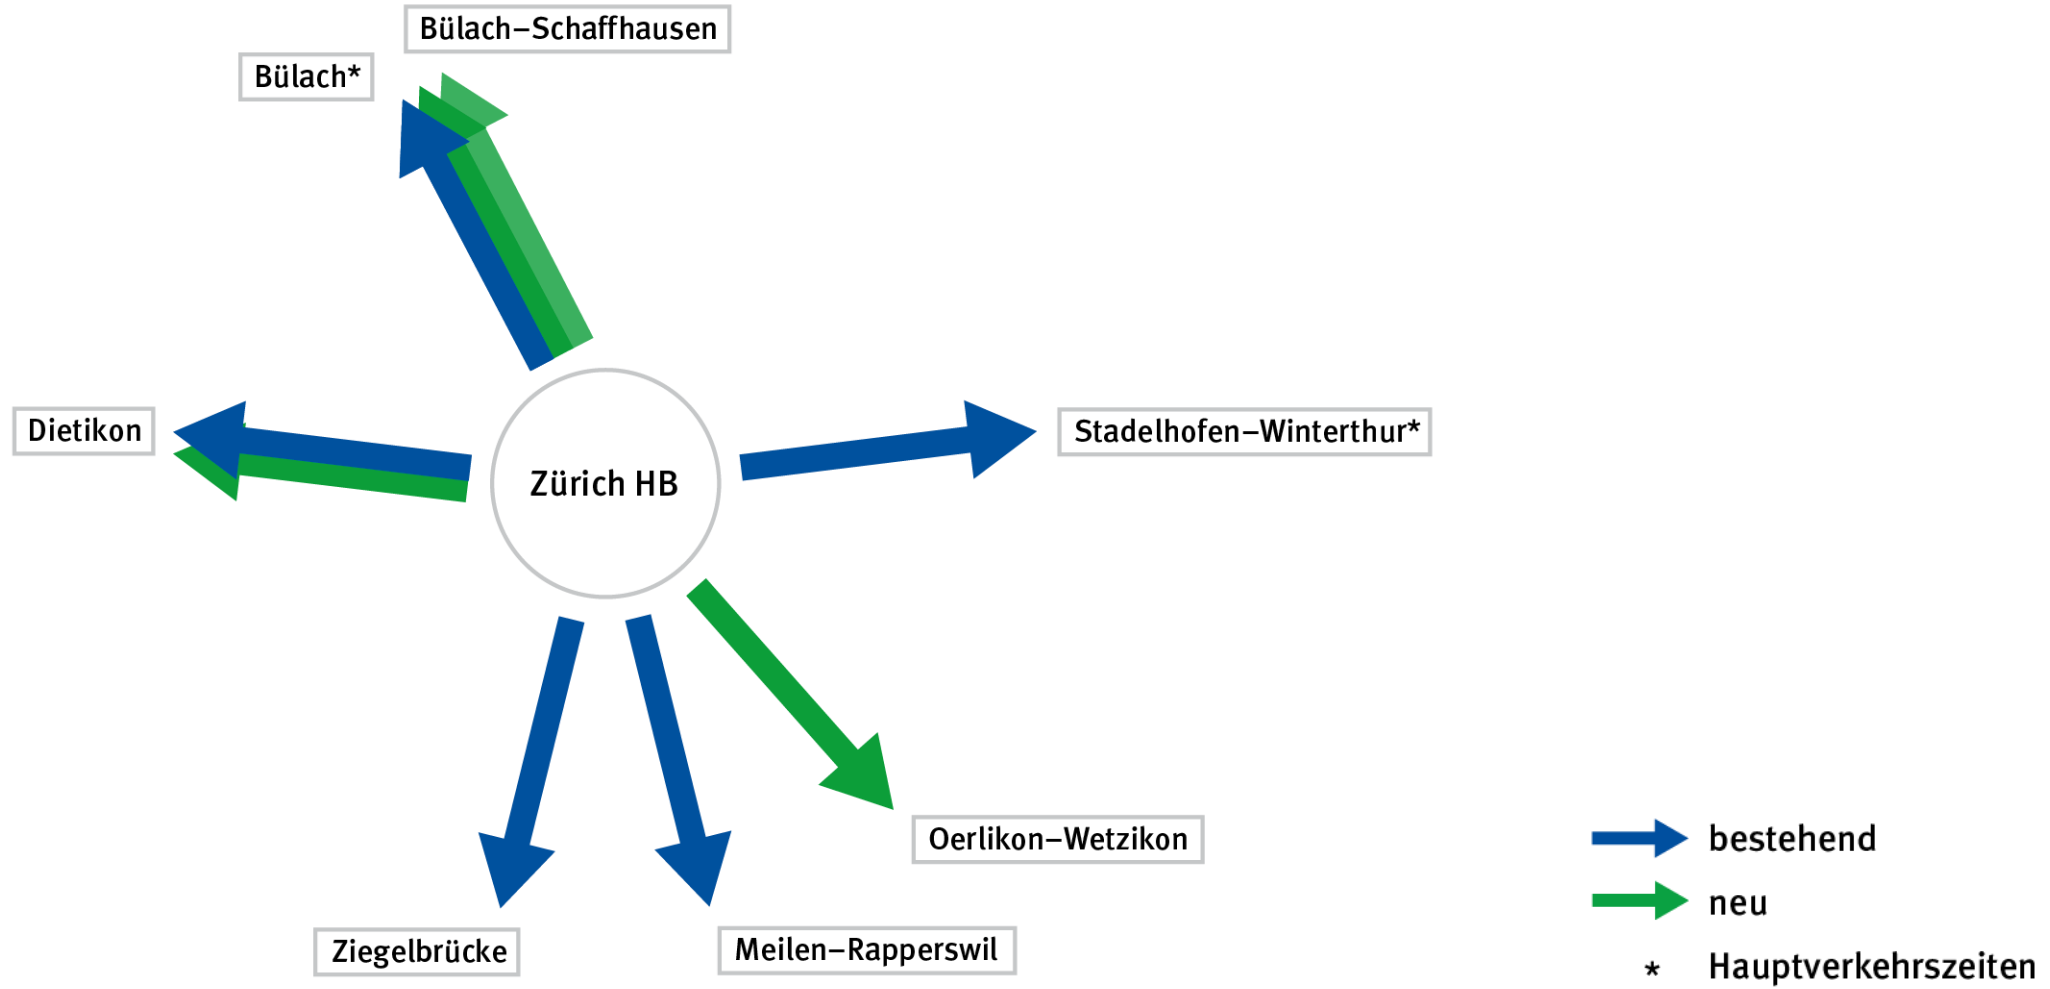 Bülach–Schaffhausen
Bülach*
Dietikon
Zürich HB
Stadelhofen–Winterthur*
Oerlikon–Wetzikon
Ziegelbrücke
Meilen–Rapperswil
bestehend
neu
* Hauptverkehrszeiten